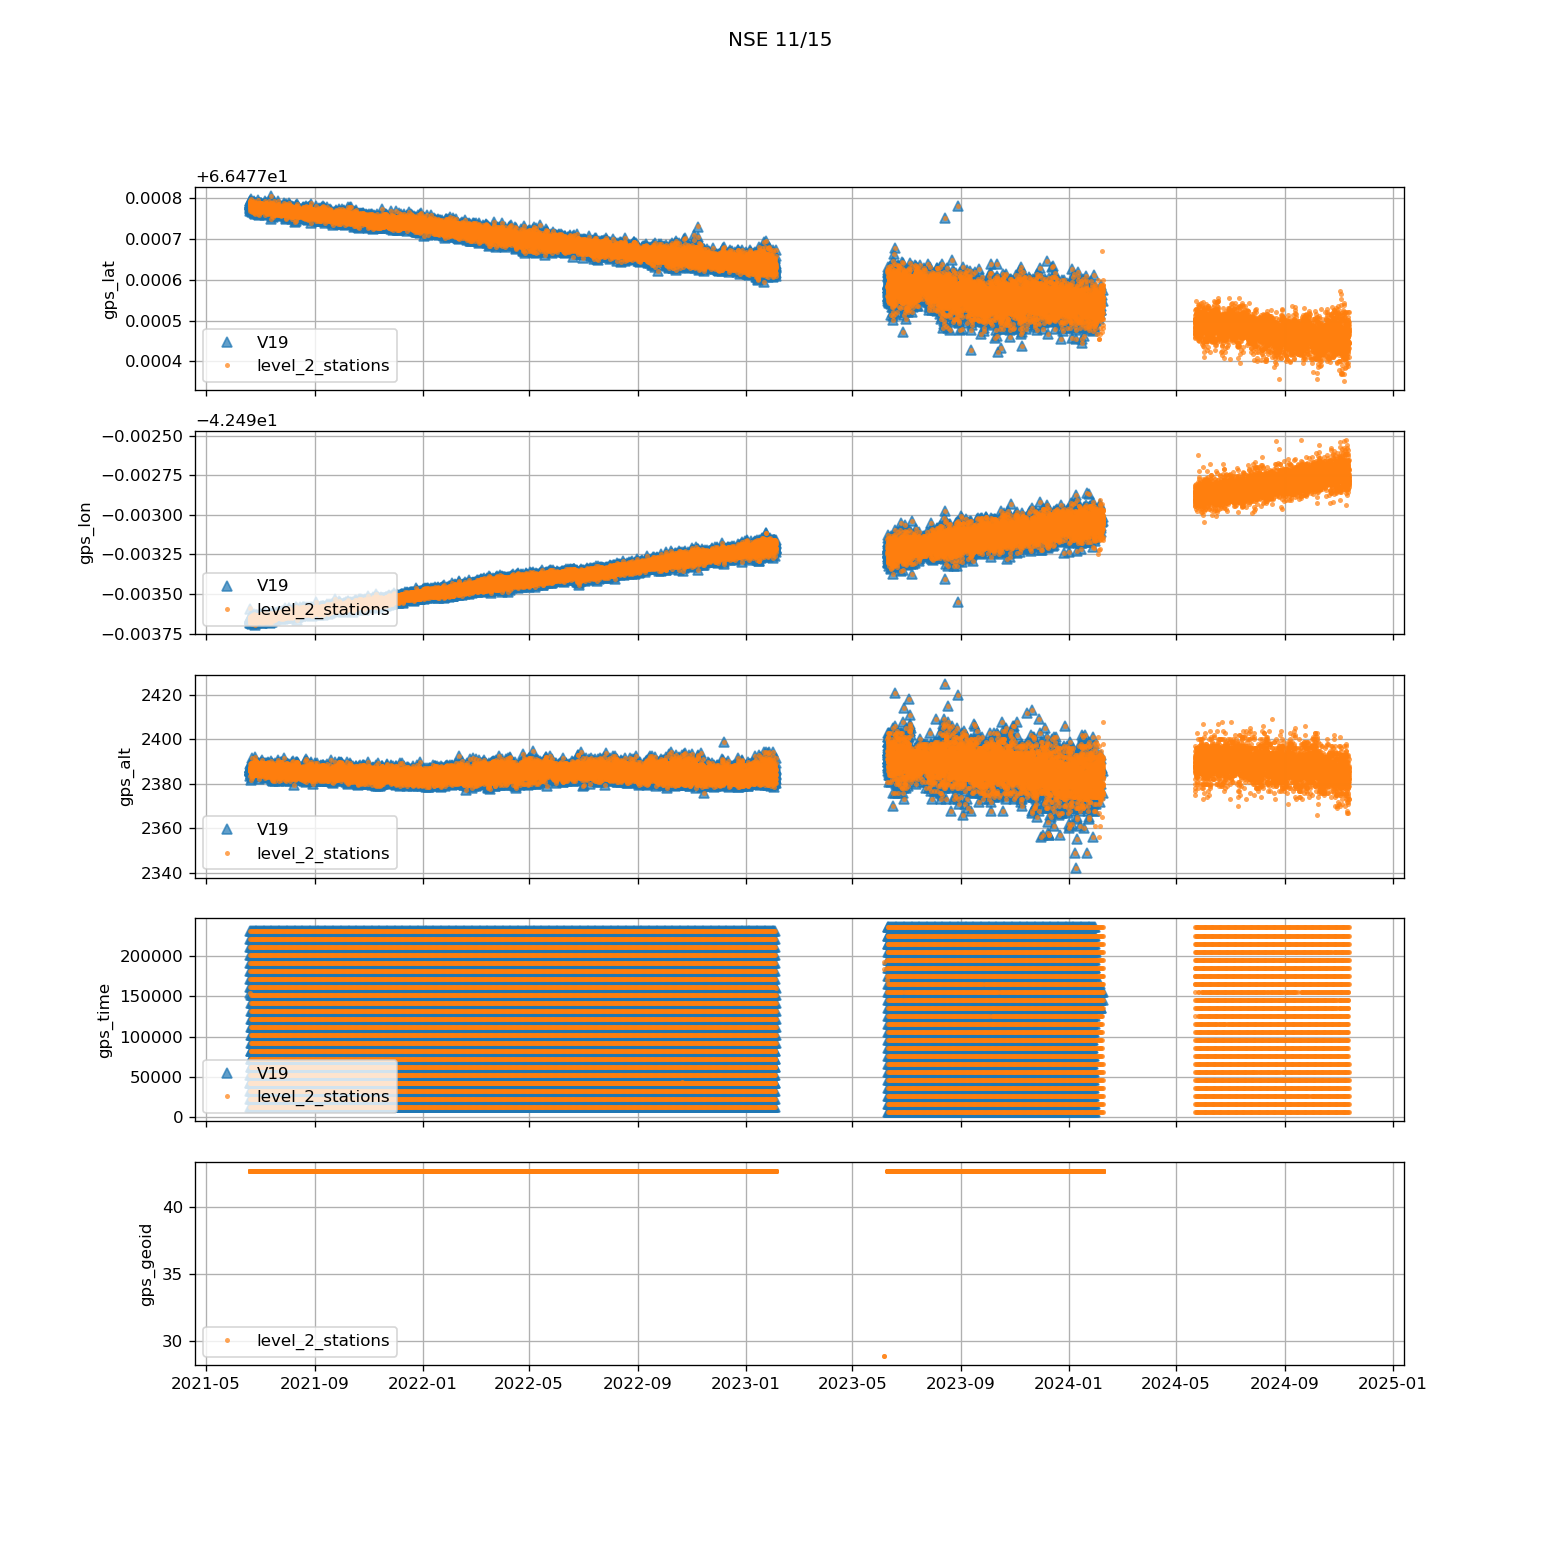 NSE 11/15
+6.6477e1
0.0008
0.0007
0.0006
0.0005
0.0004
gps_lat
V19
level_2_stations
−4.249e1
−0.00250
−0.00275
−0.00300
−0.00325
−0.00350
−0.00375
gps_lon
V19
level_2_stations
2420
2400
2380
2360
2340
gps_alt
V19
level_2_stations
200000
150000
100000
50000
0
gps_time
V19
level_2_stations
40
35
30
gps_geoid
level_2_stations
2021-05 2021-09 2022-01 2022-05 2022-09 2023-01 2023-05 2023-09 2024-01 2024-05 2024-09 2025-01